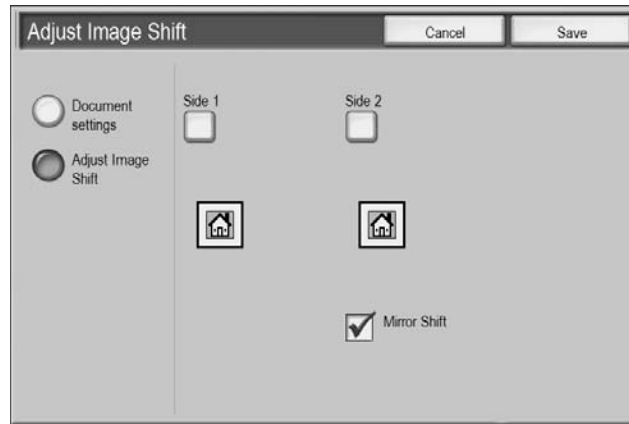 Adjust Image Shift
Cancel
Save
Document
settings
Adjust Image
Shift
Side 1
Side 2
Mirror Shift